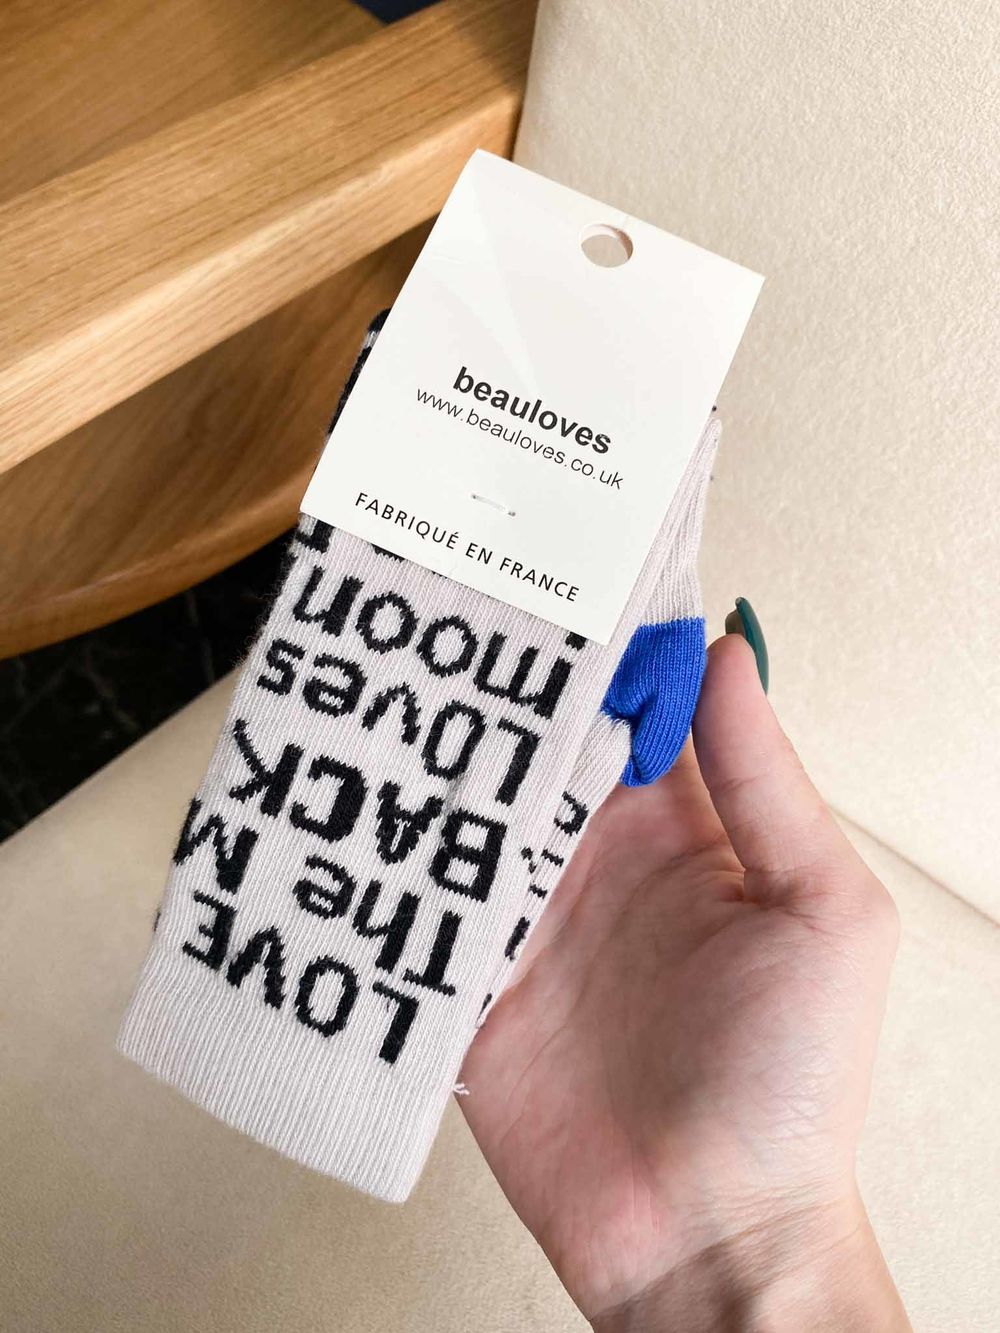 beauloves
www.beauloves.co.uk
FABRIQUÉ EN FRANCE
LOVE
The M
BACK
LOVes
moon